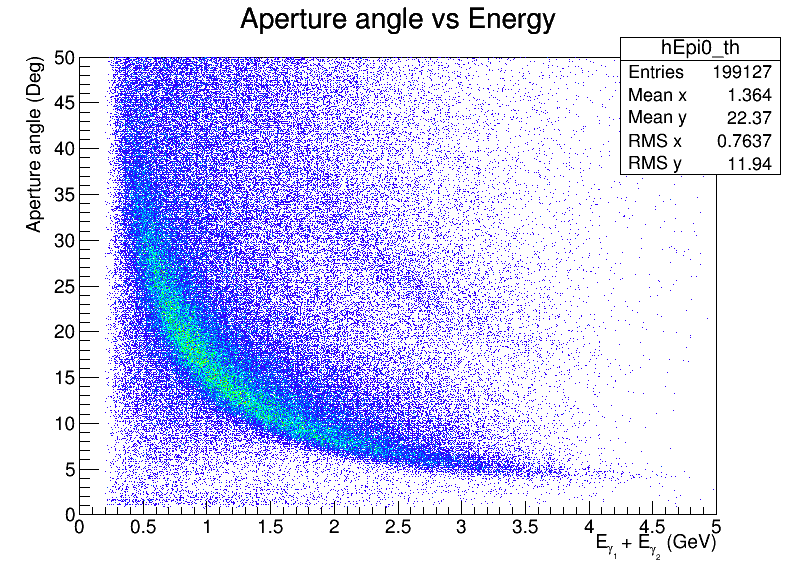 Aperture angle vs Energy
hEpi0_th
Entries 199127
Mean x 1.364
Mean y 22.37
RMS x 0.7637
RMS y 11.94
Aperture angle (Deg)
50
45
40
35
30
25
20
15
10
5
0
0 0.5 1 1.5 2 2.5 3 3.5 4 4.5 5
Eγ₁ + Eγ₂ (GeV)